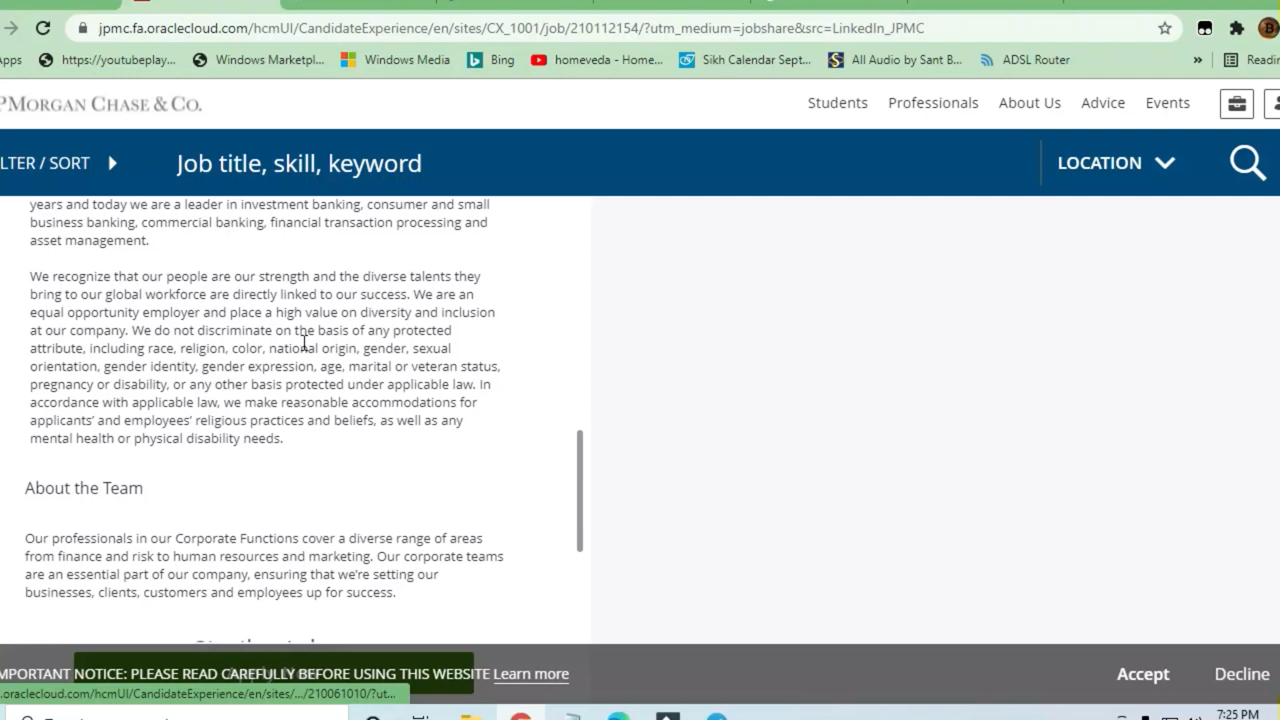 jpmc.fa.oraclecloud.com/hcmUI/CandidateExperience/en/sites/CX_1001/job/210112154/?utm_medium=jobshare&src=LinkedIn_JPMC
pps https://youtubeplay... Windows Marketpl... Windows Media Bing homeveda - Home... Sikh Calendar Sept... All Audio by Sant B... ADSL Router » Readin
PMORGAN CHASE & CO. Students Professionals About Us Advice Events
LTER / SORT Job title, skill, keyword LOCATION
years and today we are a leader in investment banking, consumer and small
business banking, commercial banking, financial transaction processing and
asset management.
We recognize that our people are our strength and the diverse talents they
bring to our global workforce are directly linked to our success. We are an
equal opportunity employer and place a high value on diversity and inclusion
at our company. We do not discriminate on the basis of any protected
attribute, including race, religion, color, national origin, gender, sexual
orientation, gender identity, gender expression, age, marital or veteran status,
pregnancy or disability, or any other basis protected under applicable law. In
accordance with applicable law, we make reasonable accommodations for
applicants’ and employees’ religious practices and beliefs, as well as any
mental health or physical disability needs.
About the Team
Our professionals in our Corporate Functions cover a diverse range of areas
from finance and risk to human resources and marketing. Our corporate teams
are an essential part of our company, ensuring that we're setting our
businesses, clients, customers and employees up for success.
MPORTANT NOTICE: PLEASE READ CAREFULLY BEFORE USING THIS WEBSITE Learn more Accept Decline
.oraclecloud.com/hcmUI/CandidateExperience/en/sites/.../210061010/?ut...
7:25 PM